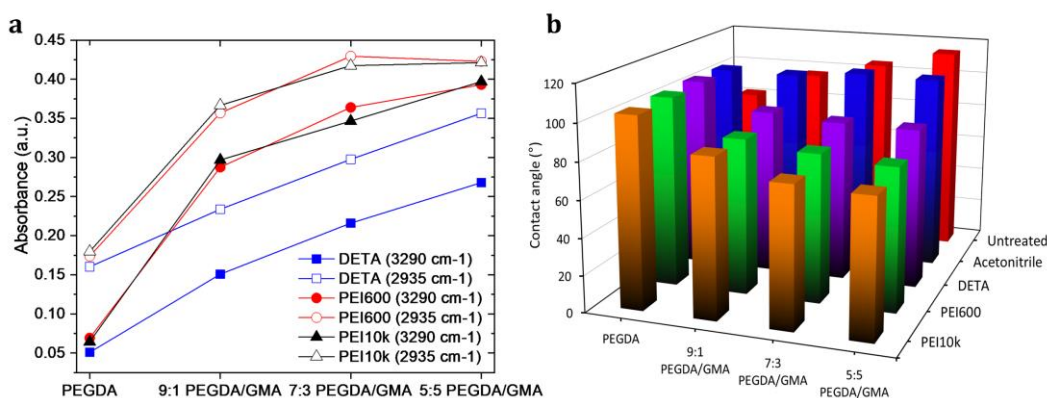 a
0.45
0.40
0.35
0.30
0.25
0.20
0.15
0.10
0.05
Absorbance (a.u.)
DETA (3290 cm-1)
DETA (2935 cm-1)
PEI600 (3290 cm-1)
PEI600 (2935 cm-1)
PEI10k (3290 cm-1)
PEI10k (2935 cm-1)
PEGDA 9:1 PEGDA/GMA 7:3 PEGDA/GMA 5:5 PEGDA/GMA
b
120
100
80
60
40
20
0
Contact angle (°)
PEGDA
9:1
PEGDA/GMA
7:3
PEGDA/GMA
5:5
PEGDA/GMA
Untreated
Acetonitrile
DETA
PEI600
PEI10k